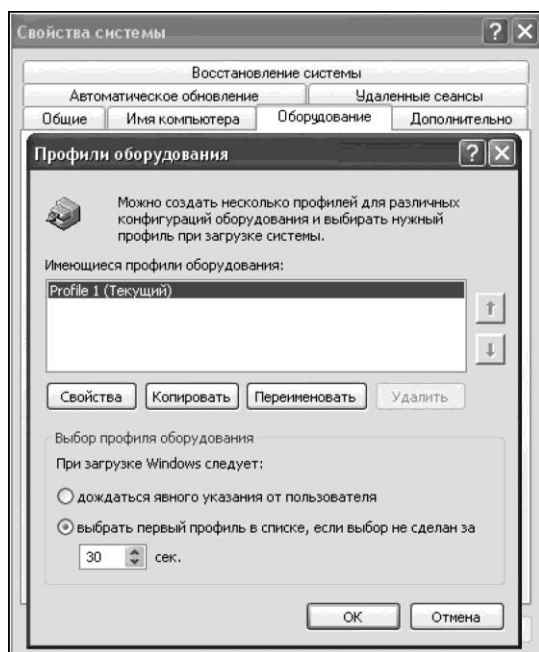 Свойства системы
Восстановление системы
Автоматическое обновление Удаленные сеансы
Общие Имя компьютера Оборудование Дополнительно
Профили оборудования
Можно создать несколько профилей для различных
конфигураций оборудования и выбирать нужный
профиль при загрузке системы.
Имеющиеся профили оборудования:
Profile 1 (Текущий)
Свойства Копировать Переименовать Удалить
Выбор профиля оборудования
При загрузке Windows следует:
дождаться явного указания от пользователя
выбрать первый профиль в списке, если выбор не сделан за
30 сек.
ОК Отмена